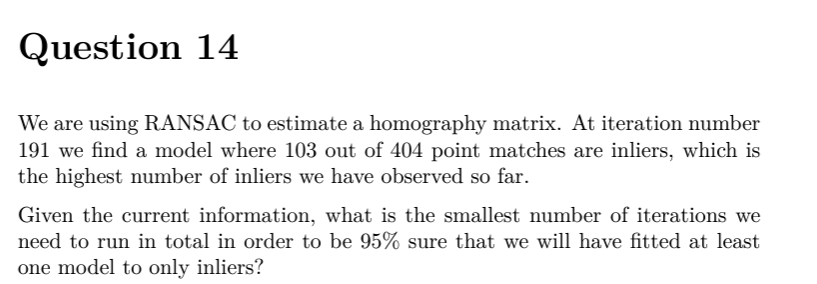 Question 14
We are using RANSAC to estimate a homography matrix. At iteration number
191 we find a model where 103 out of 404 point matches are inliers, which is
the highest number of inliers we have observed so far.
Given the current information, what is the smallest number of iterations we
need to run in total in order to be 95% sure that we will have fitted at least
one model to only inliers?